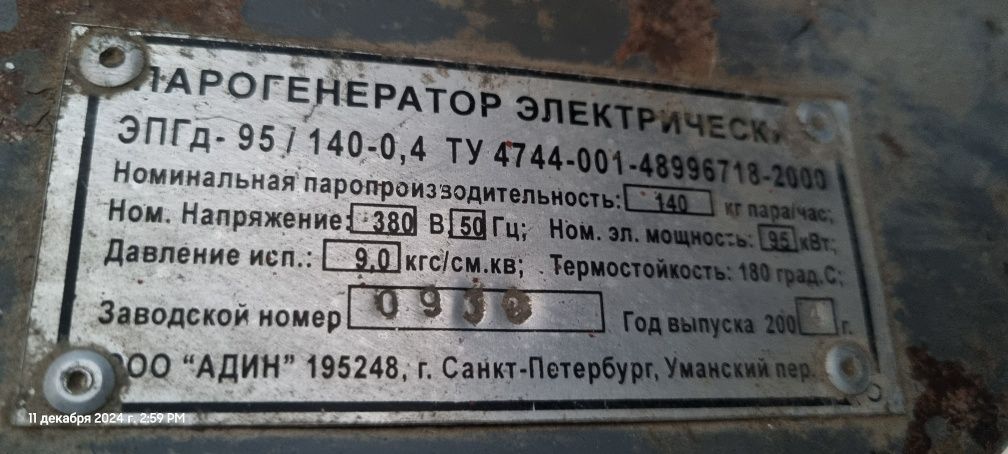 ПАРОГЕНЕРАТОР ЭЛЕКТРИЧЕСКИ
ЭПГд- 95 / 140-0,4 ТУ 4744-001-48996718-2000
Номинальная паропроизводительность: 140 кг пара/час;
Ном. Напряжение: 380 В 50 Гц; Ном. эл. мощность: 95 кВт;
Давление исп.: 9,0 кгс/см.кв; Термостойкость: 180 град.С;
Заводской номер Год выпуска 2004 г.
ООО "АДИН" 195248, г. Санкт-Петербург, Уманский пер.
11 декабря 2024 г. 2:59 PM